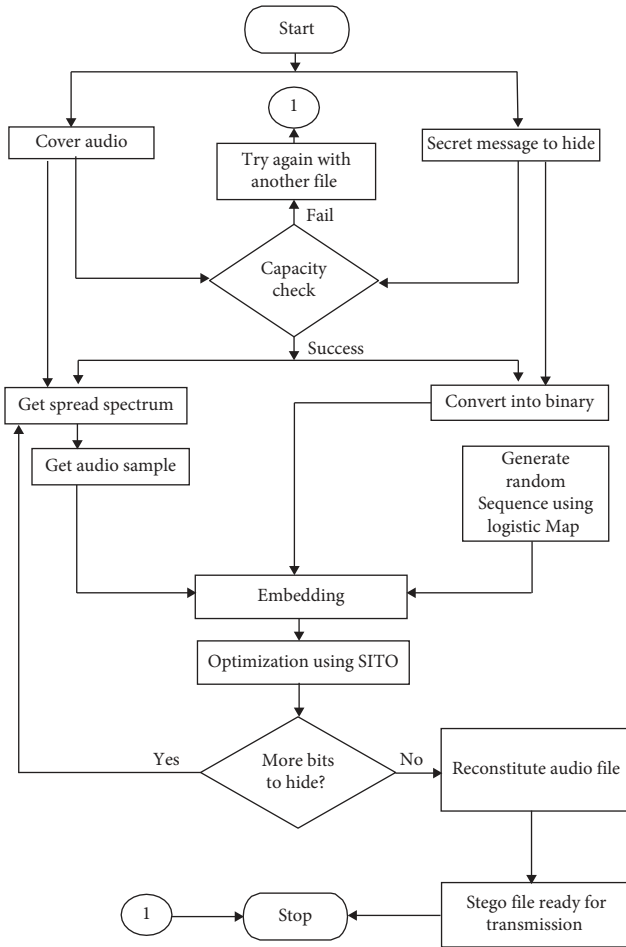 Start
1
Cover audio
Try again with
another file
Secret message to hide
Fail
Capacity
check
Success
Get spread spectrum
Convert into binary
Get audio sample
Generate
random
Sequence using
logistic Map
Embedding
Optimization using SITO
Yes
More bits
to hide?
No
Reconstitute audio file
1
Stop
Stego file ready for
transmission